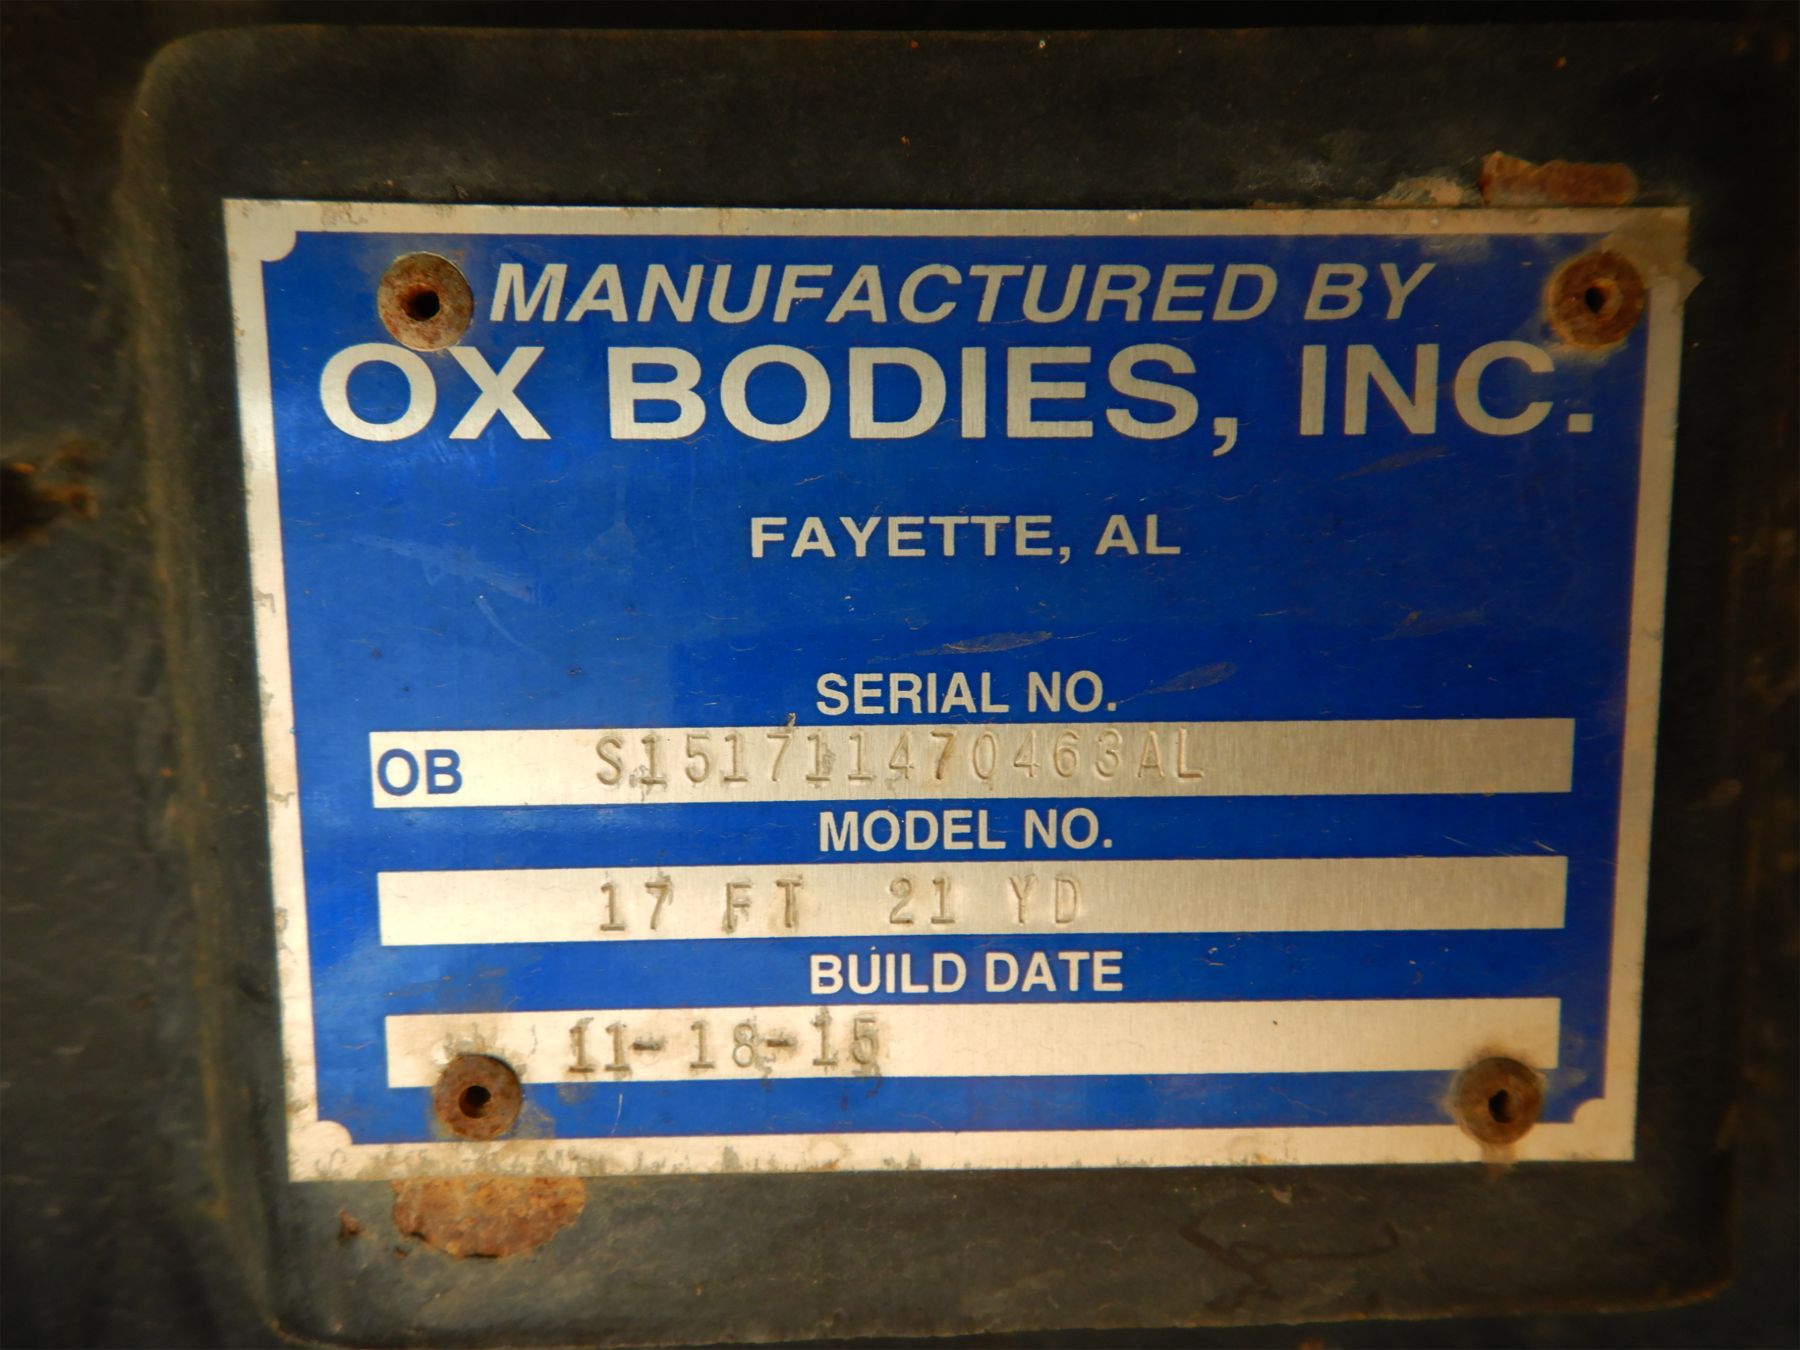 MANUFACTURED BY
OX BODIES, INC.
FAYETTE, AL
SERIAL NO.
OB S151711470463AL
MODEL NO.
17 FT 21 YD
BUILD DATE
11-18-15